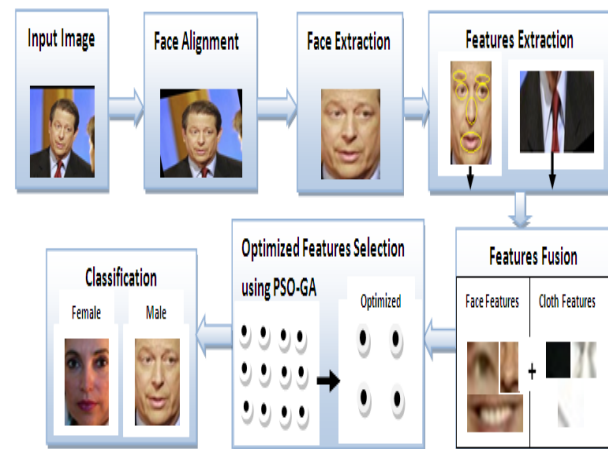 Input Image
Face Alignment
Face Extraction
Features Extraction
Features Fusion
Face Features
Cloth Features
+
Optimized Features Selection
using PSO-GA
Optimized
Classification
Female
Male